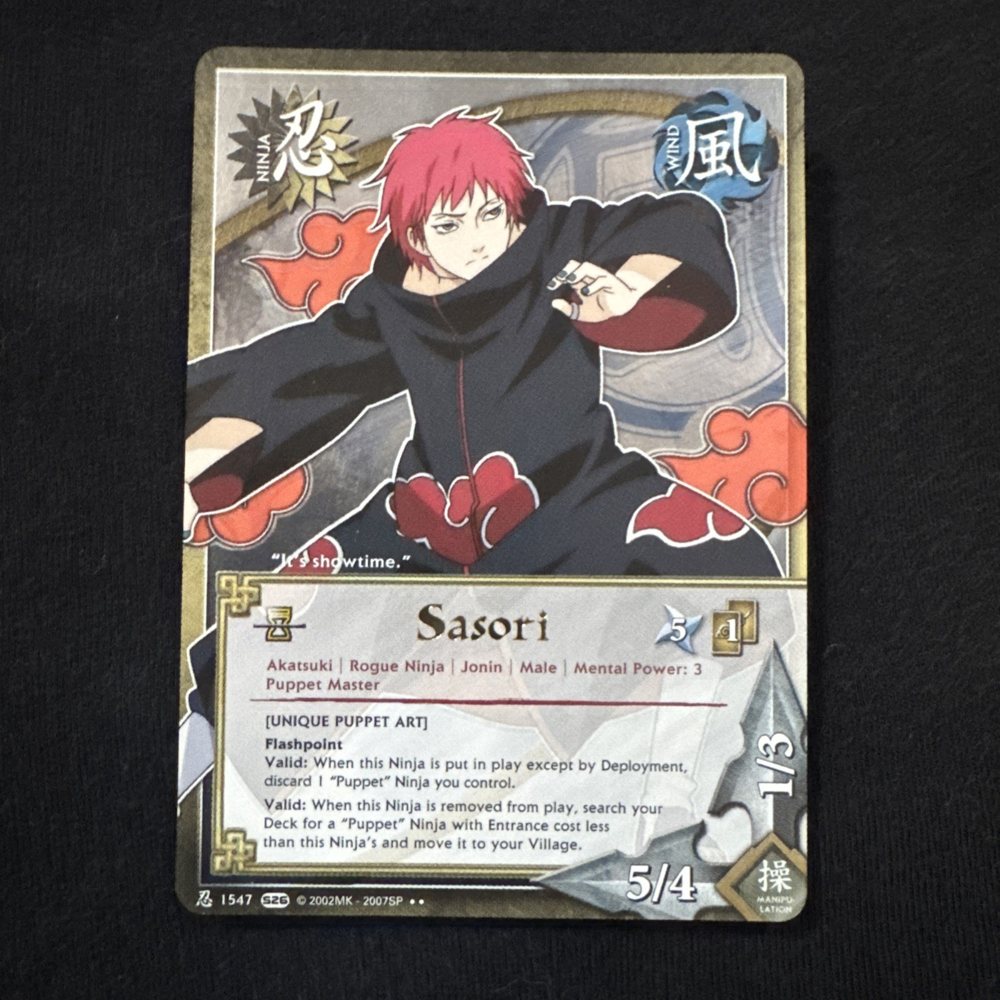 NINJA 忍
WIND 風
"It's showtime."
Sasori
5
1
Akatsuki | Rogue Ninja | Jonin | Male | Mental Power: 3
Puppet Master
[UNIQUE PUPPET ART]
Flashpoint
Valid: When this Ninja is put in play except by Deployment,
discard 1 "Puppet" Ninja you control.
Valid: When this Ninja is removed from play, search your
Deck for a "Puppet" Ninja with Entrance cost less
than this Ninja's and move it to your Village.
1/3
5/4
操
MANIPU-
LATION
忍 1547 S26 © 2002MK - 2007SP ••